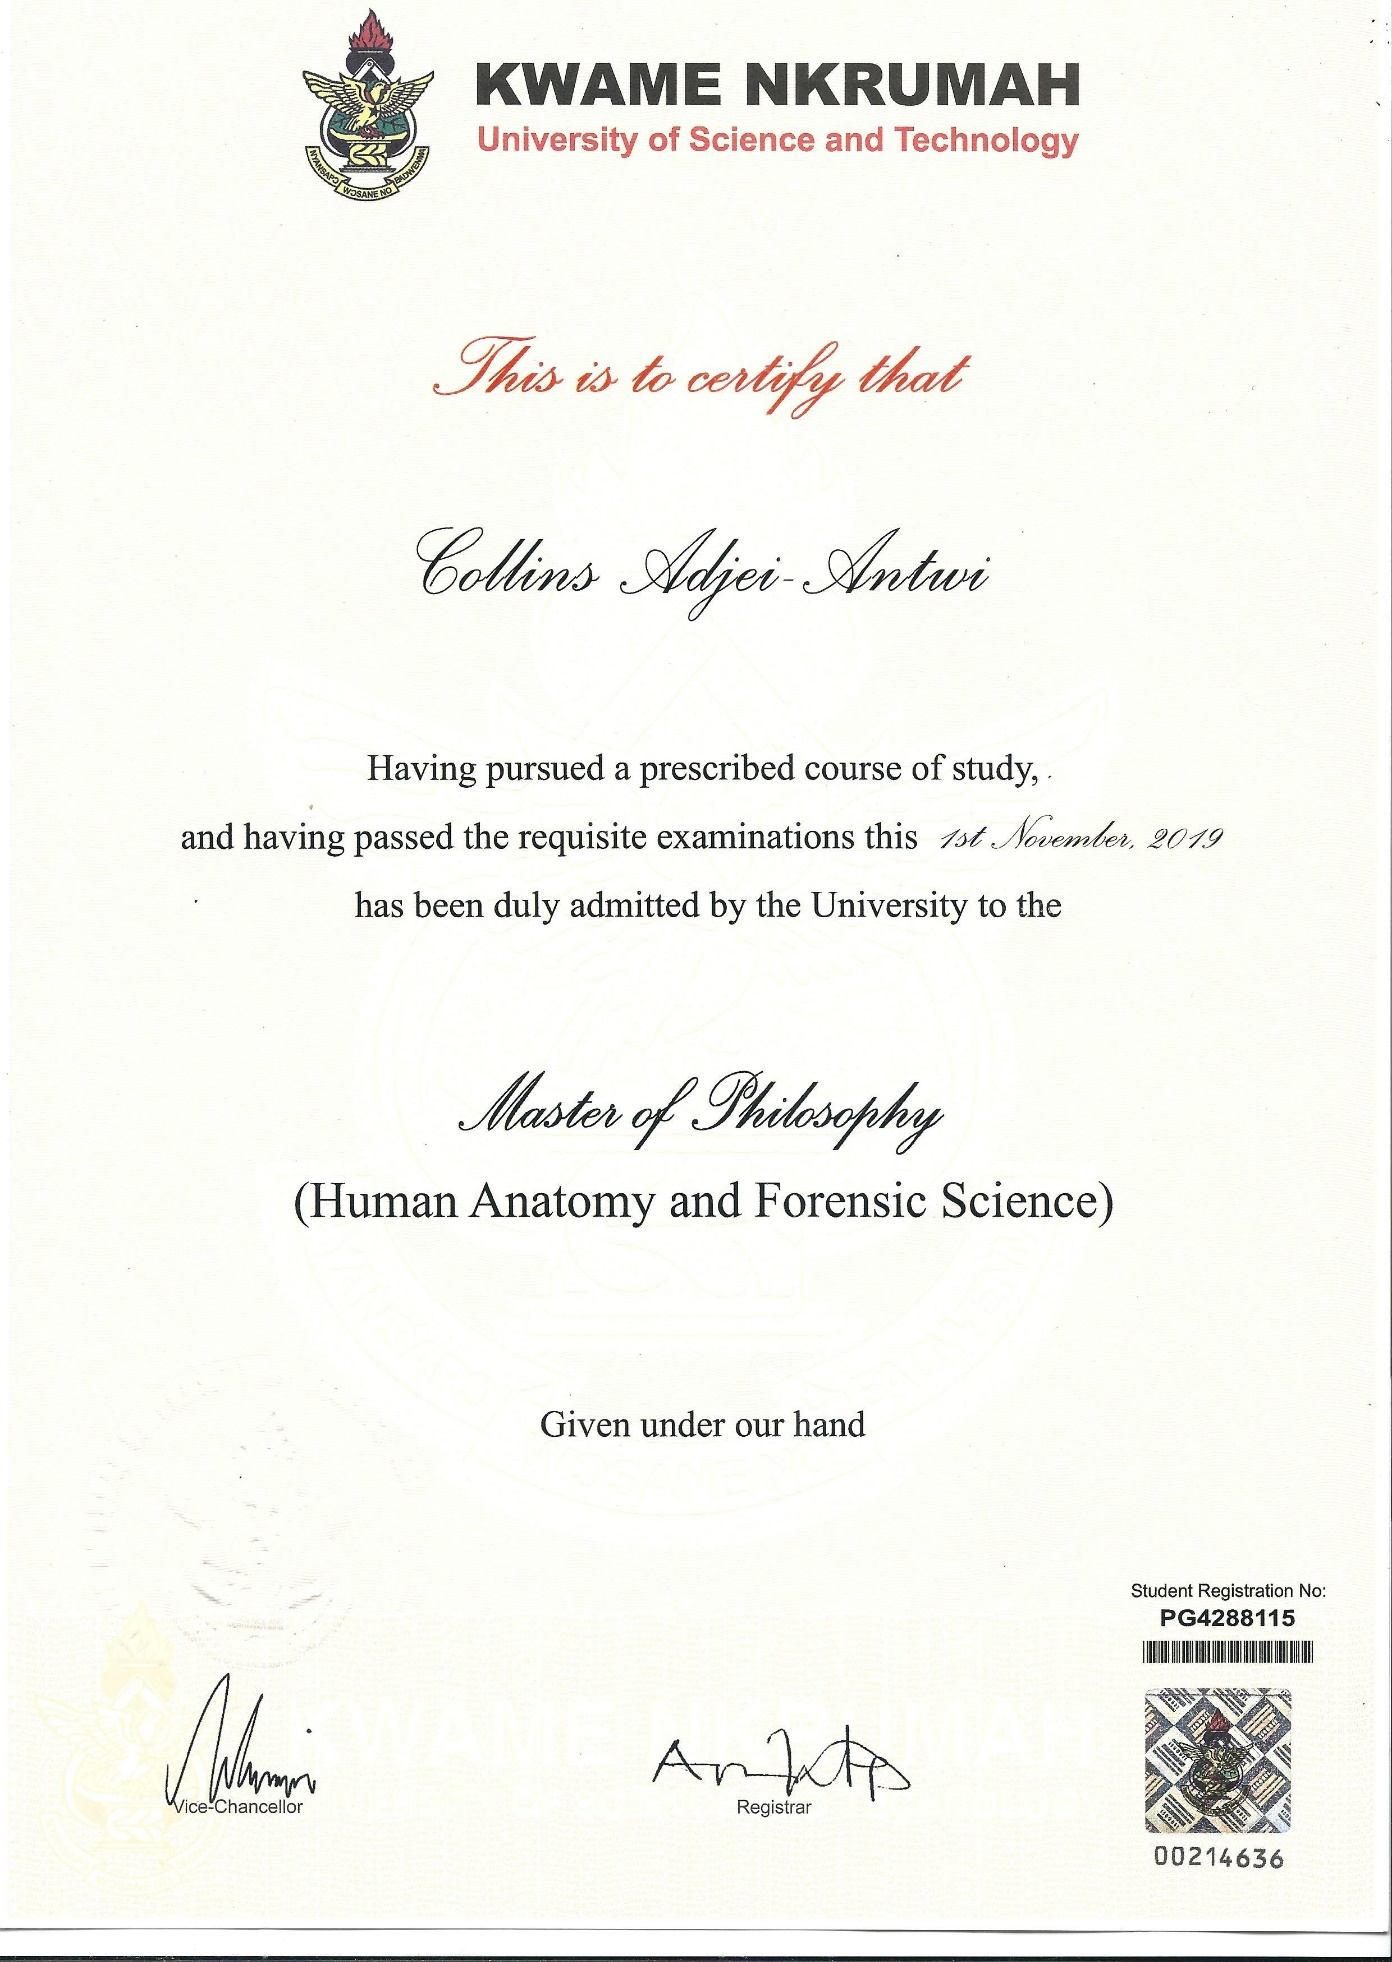 KWAME NKRUMAH
University of Science and Technology
NYANSAPƆ WƆSANE NO BADWENMA
This is to certify that
Collins Adjei-Antwi
Having pursued a prescribed course of study,
and having passed the requisite examinations this 1st November, 2019
has been duly admitted by the University to the
Master of Philosophy
(Human Anatomy and Forensic Science)
Given under our hand
Student Registration No:
PG4288115
Vice-Chancellor
Registrar
00214636